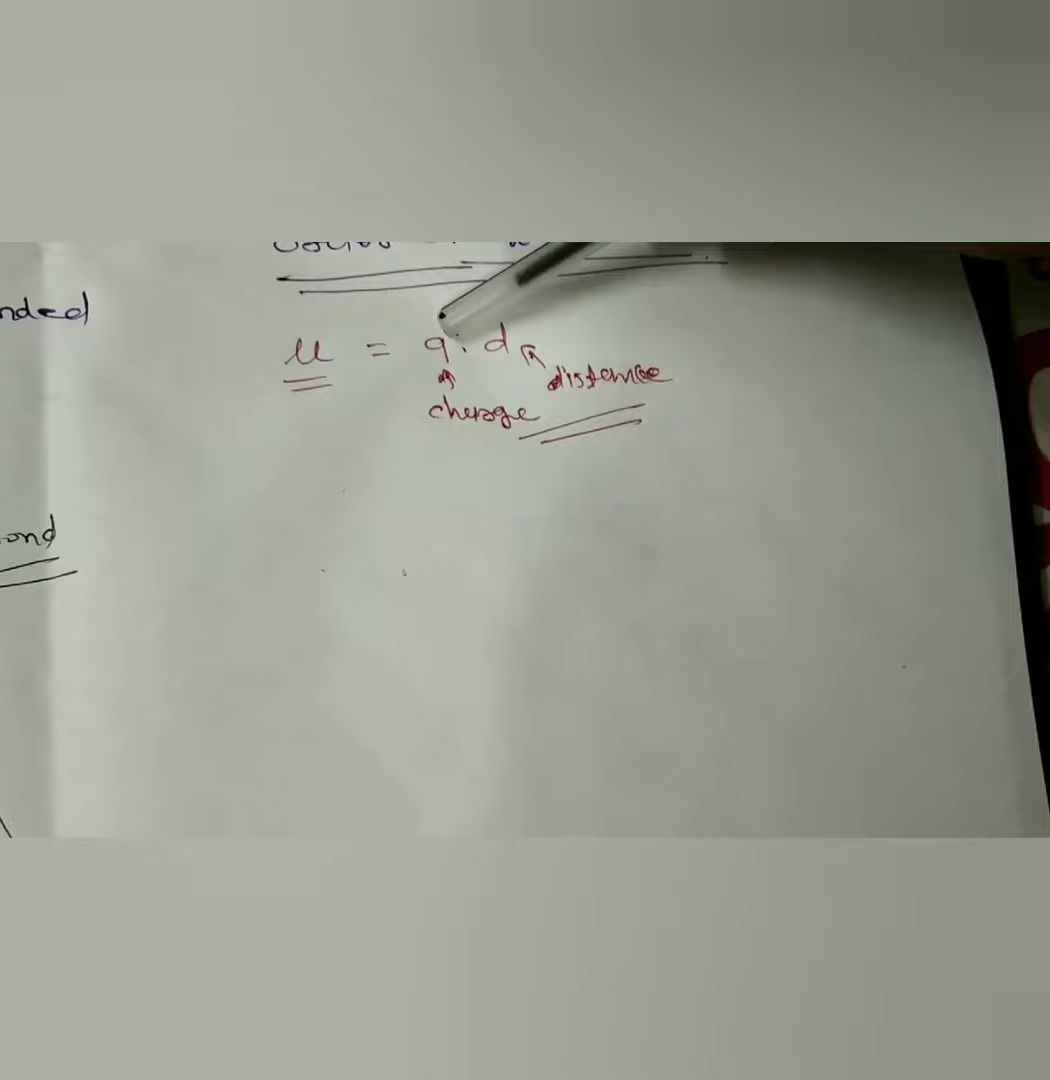 nded
μ = q . d
distance
charge
ond